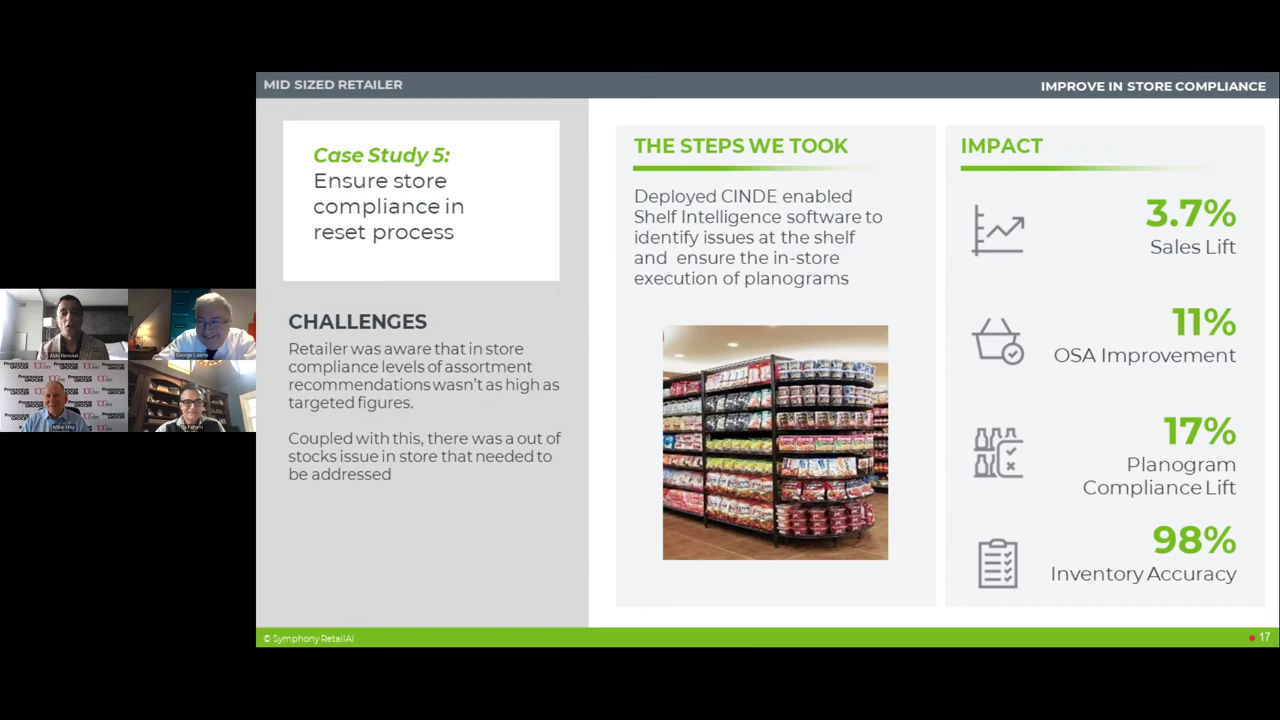 MID SIZED RETAILER
IMPROVE IN STORE COMPLIANCE
Case Study 5:
Ensure store
compliance in
reset process
CHALLENGES
Retailer was aware that in store
compliance levels of assortment
recommendations wasn't as high as
targeted figures.
Coupled with this, there was a out of
stocks issue in store that needed to
be addressed
THE STEPS WE TOOK
Deployed CINDE enabled
Shelf Intelligence software to
identify issues at the shelf
and ensure the in-store
execution of planograms
IMPACT
3.7%
Sales Lift
11%
OSA Improvement
17%
Planogram
Compliance Lift
98%
Inventory Accuracy
© Symphony RetailAI
17
PROGRESSIVE
GROCER
Mike Troy